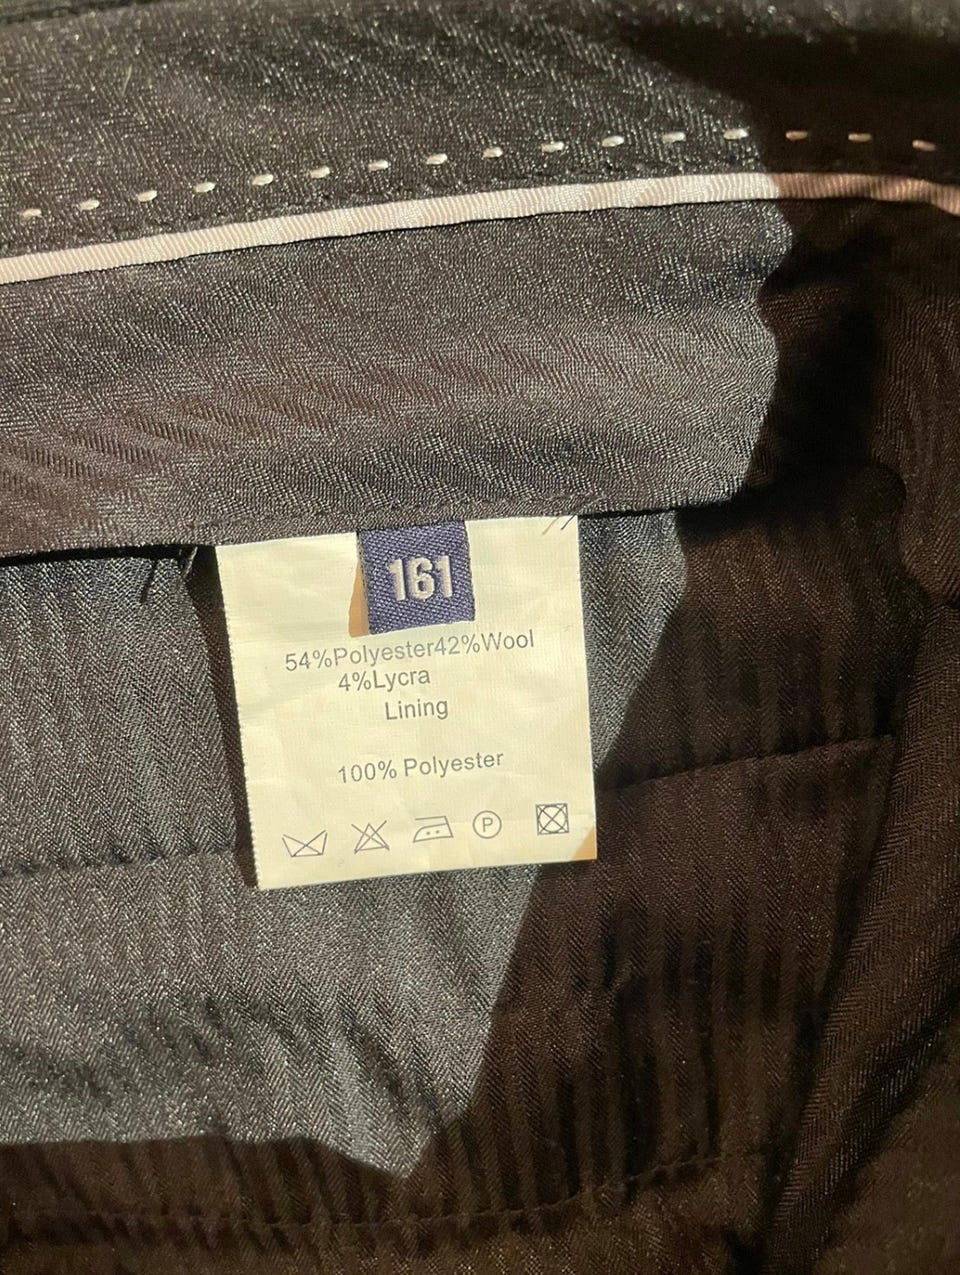 161
54%Polyester42%Wool
4%Lycra
Lining
100% Polyester
P